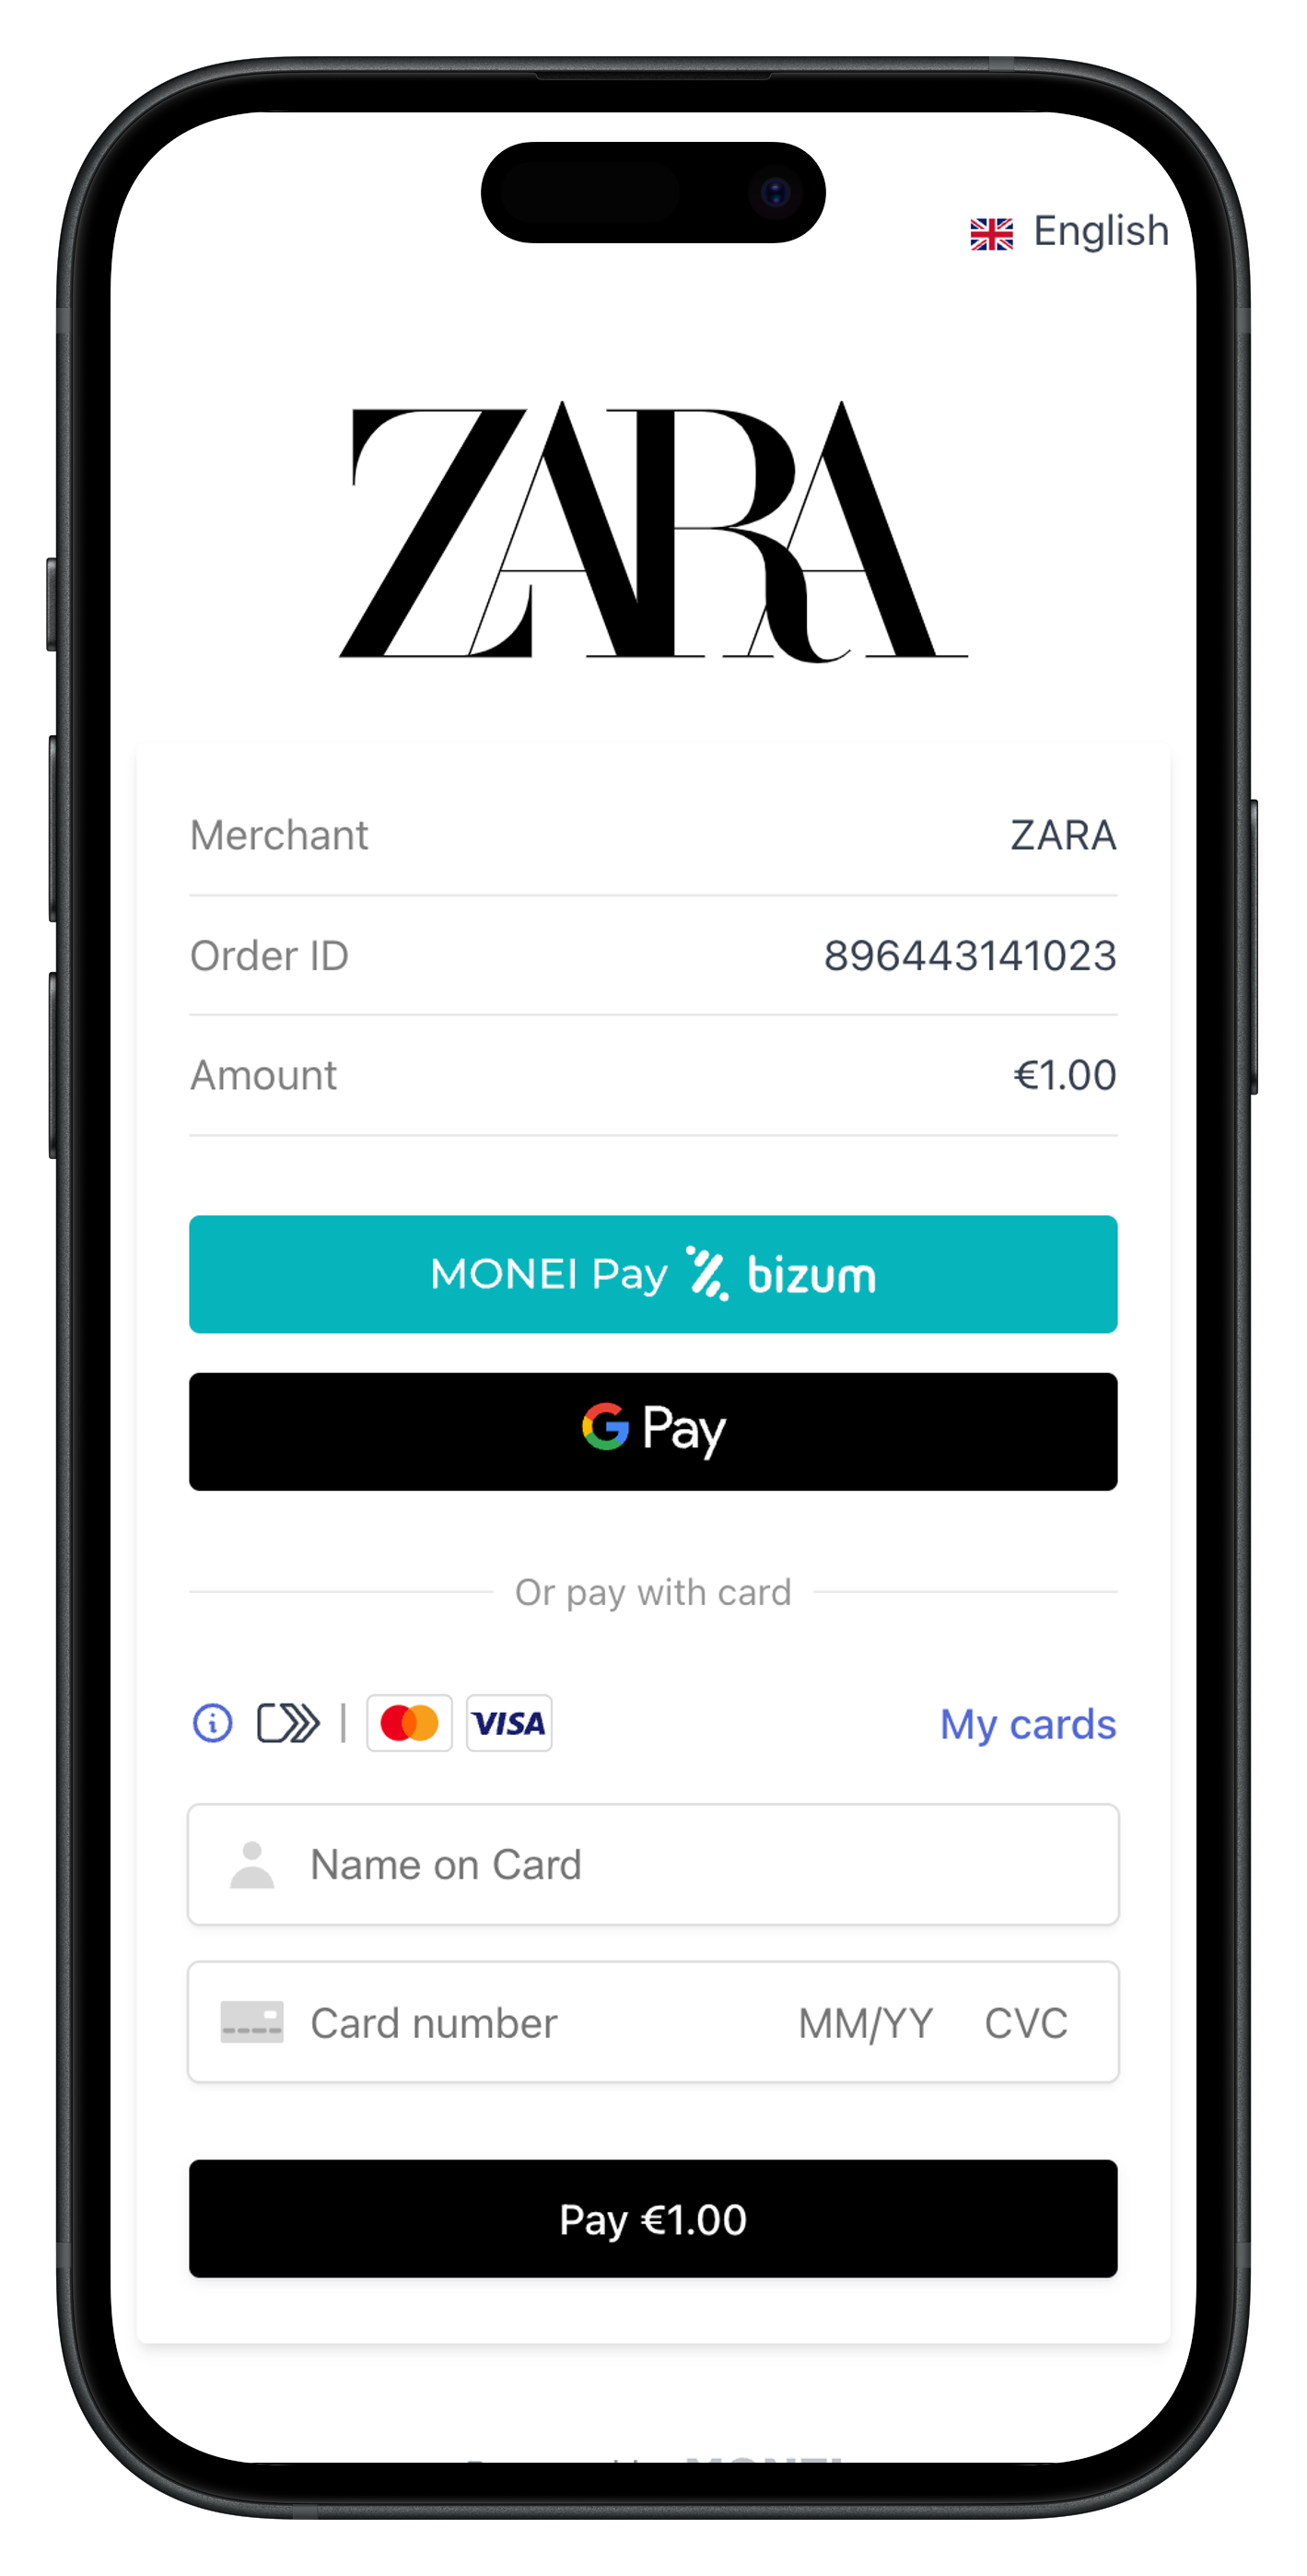 English
ZARA
Merchant ZARA
Order ID 896443141023
Amount €1.00
MONEI Pay bizum
G Pay
Or pay with card
VISA My cards
Name on Card
Card number MM/YY CVC
Pay €1.00